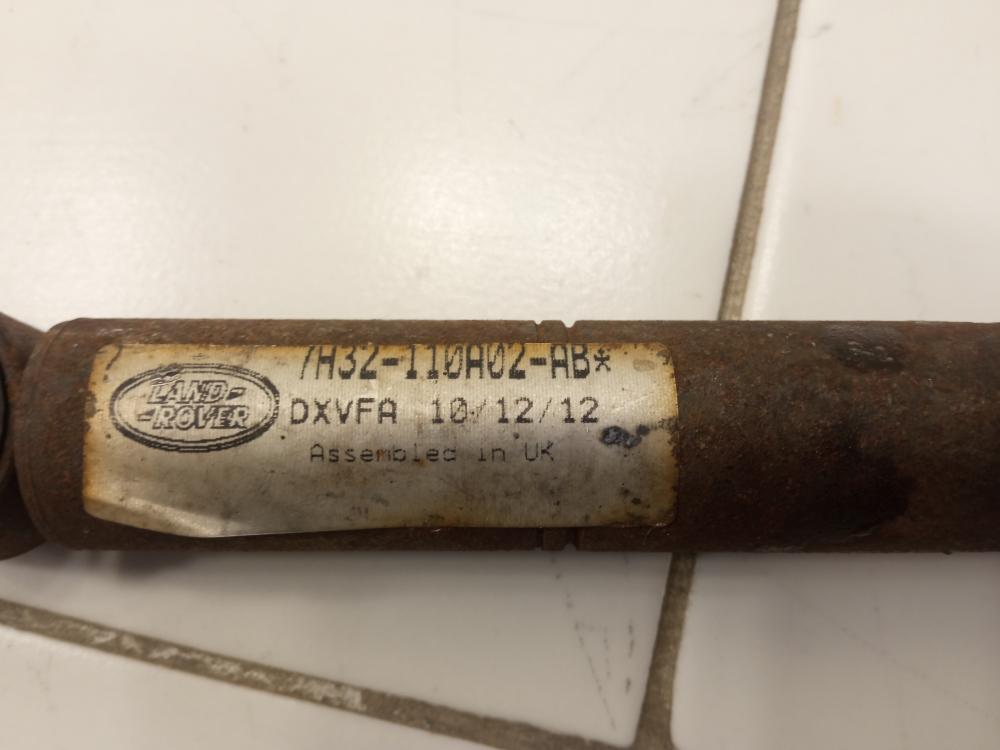 7H32-110A02-AB*
LAND-
-ROVER
DXVFA 10/12/12
Assembled in UK